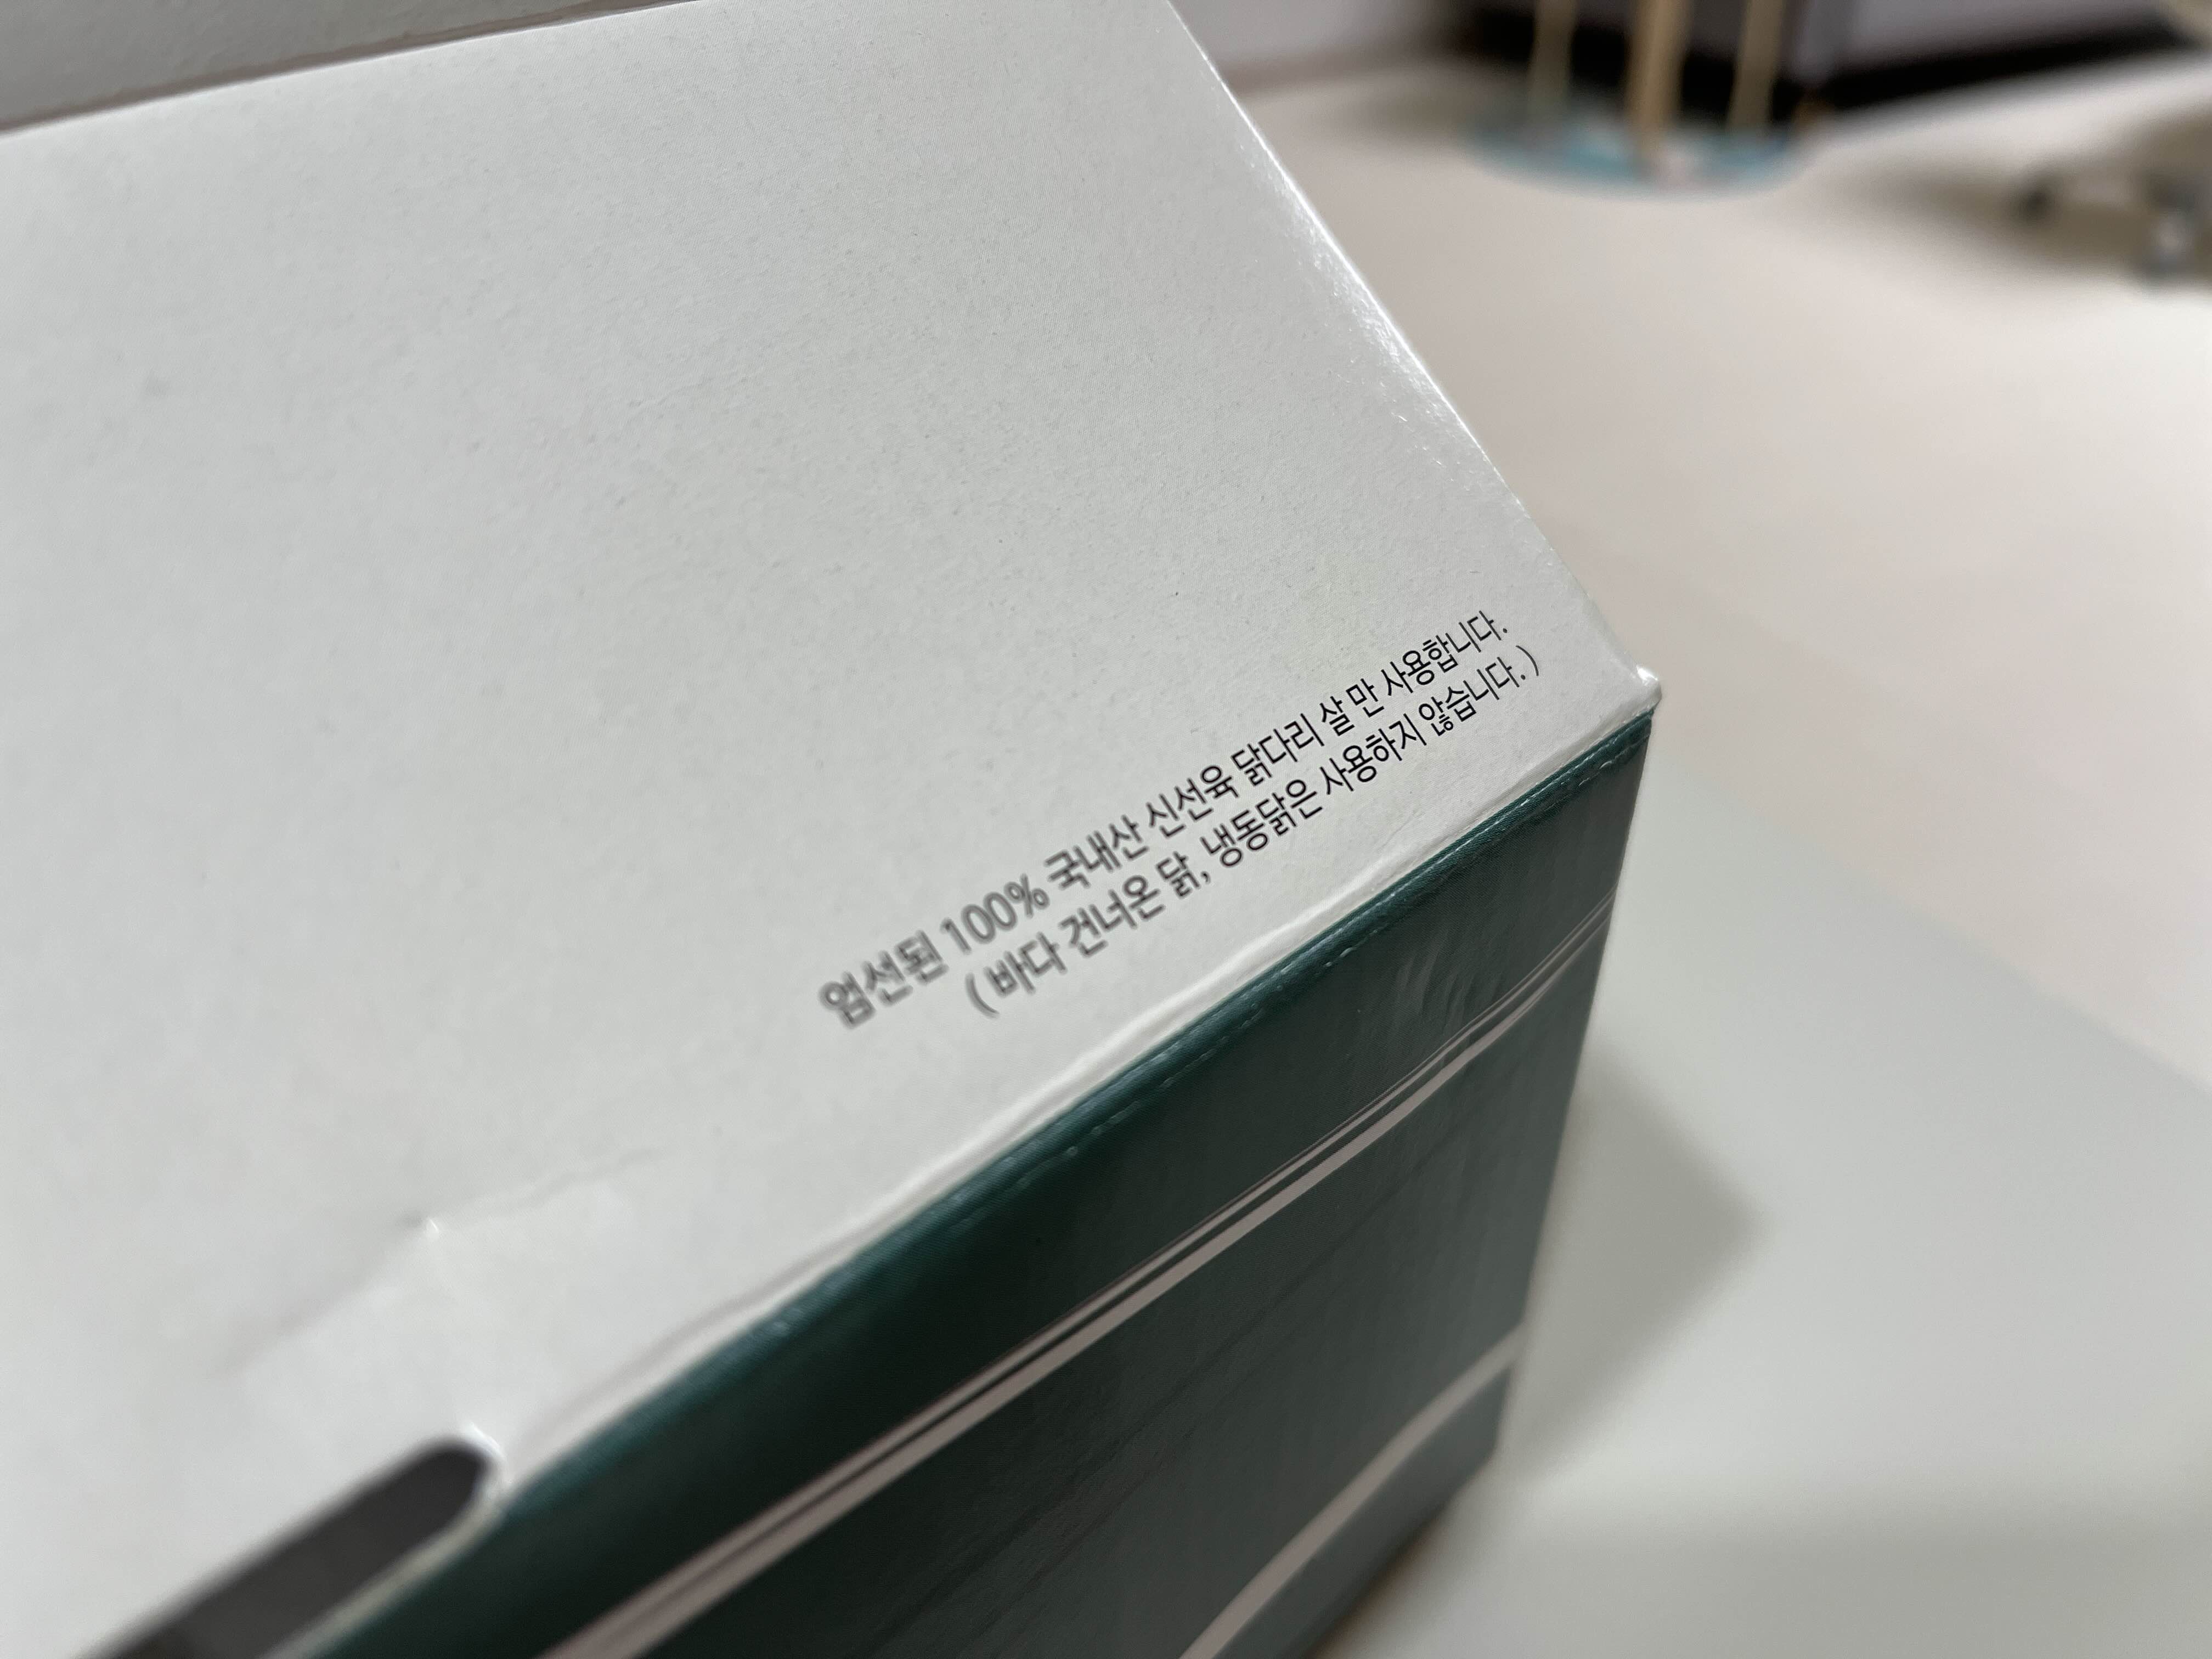 엄선된 100% 국내산 신선육 닭다리 살 만 사용합니다.
( 바다 건너온 닭, 냉동닭은 사용하지 않습니다. )